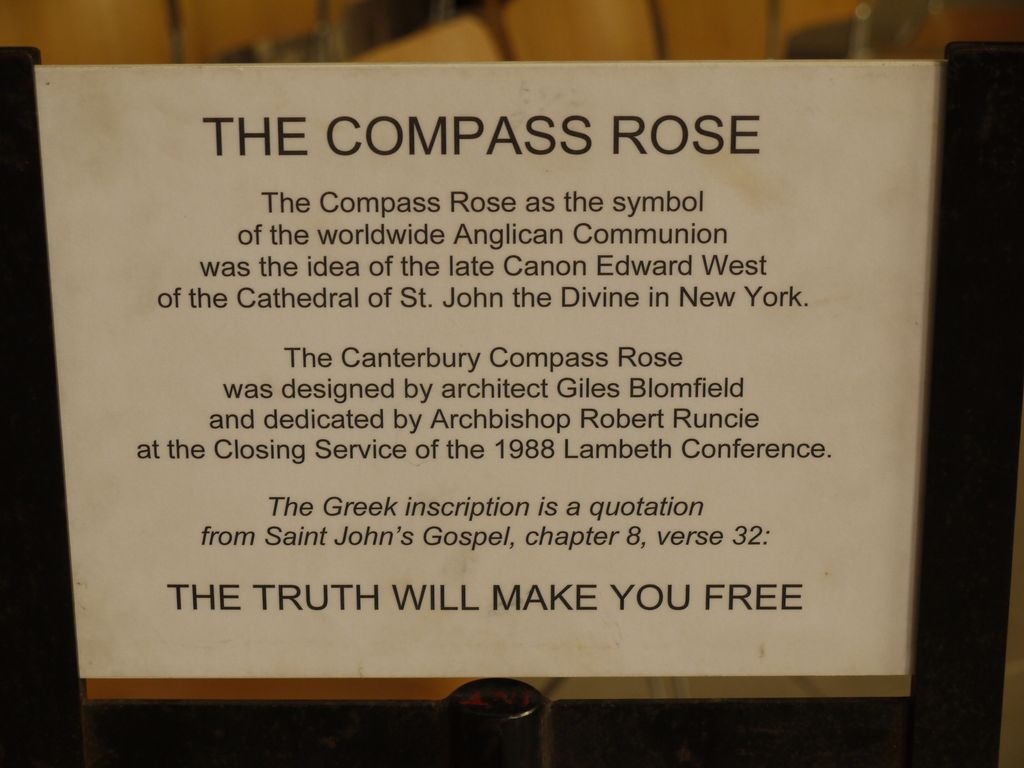 THE COMPASS ROSE
The Compass Rose as the symbol
of the worldwide Anglican Communion
was the idea of the late Canon Edward West
of the Cathedral of St. John the Divine in New York.
The Canterbury Compass Rose
was designed by architect Giles Blomfield
and dedicated by Archbishop Robert Runcie
at the Closing Service of the 1988 Lambeth Conference.
The Greek inscription is a quotation
from Saint John's Gospel, chapter 8, verse 32:
THE TRUTH WILL MAKE YOU FREE